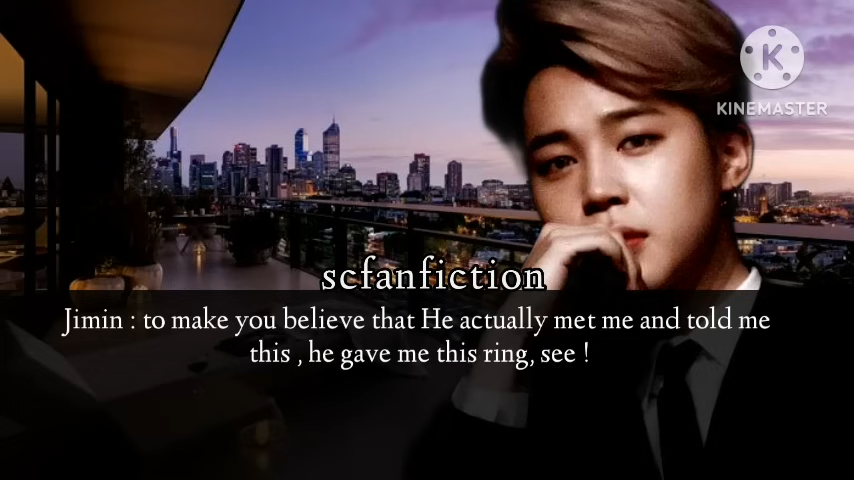 KINEMASTER
scfanfiction
Jimin : to make you believe that He actually met me and told me
this , he gave me this ring, see !